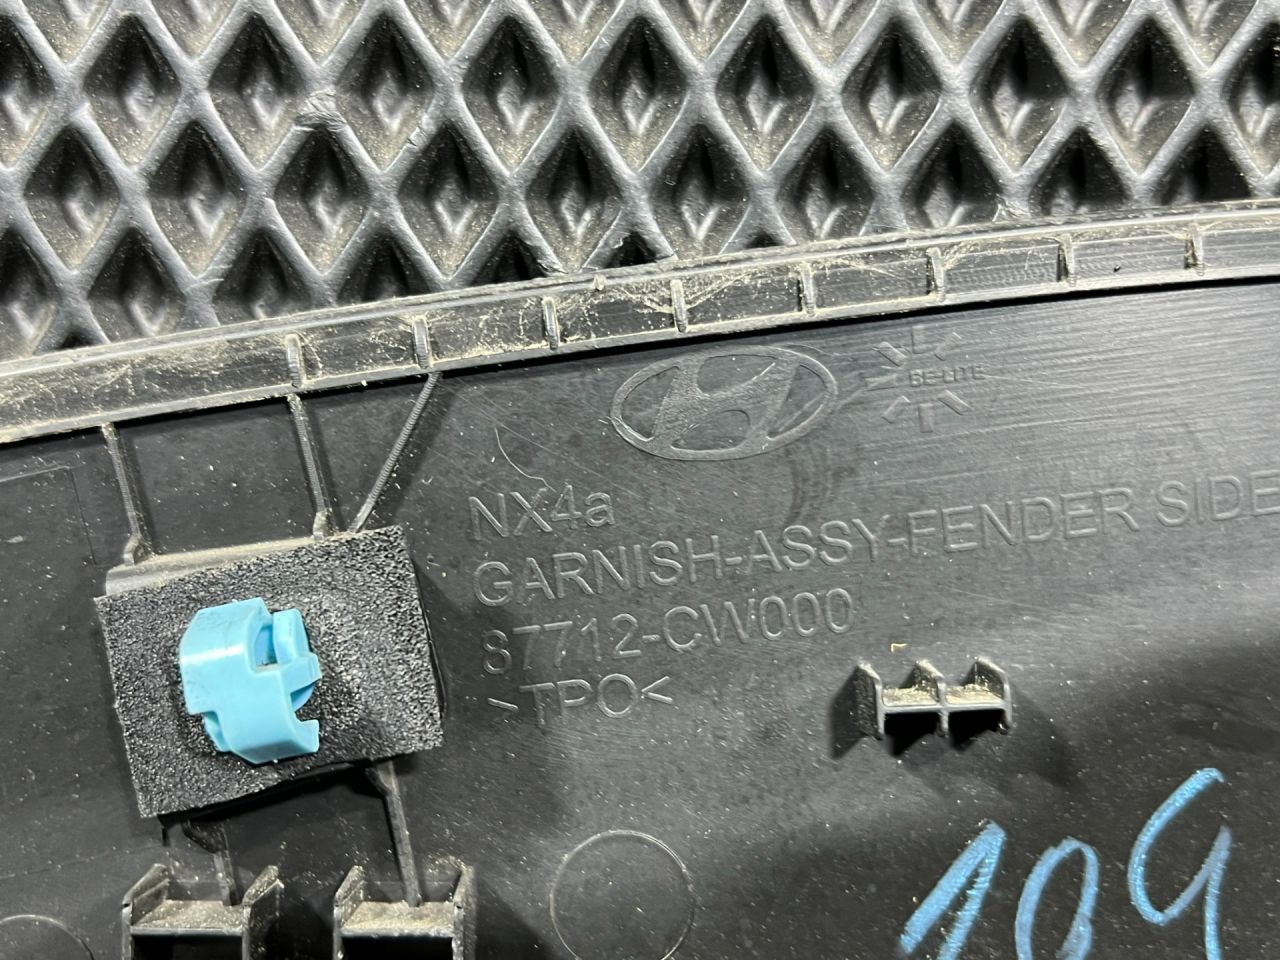 BE-LITE
NX4a
GARNISH-ASSY-FENDER SIDE
87712-CW000
>TPO<
109